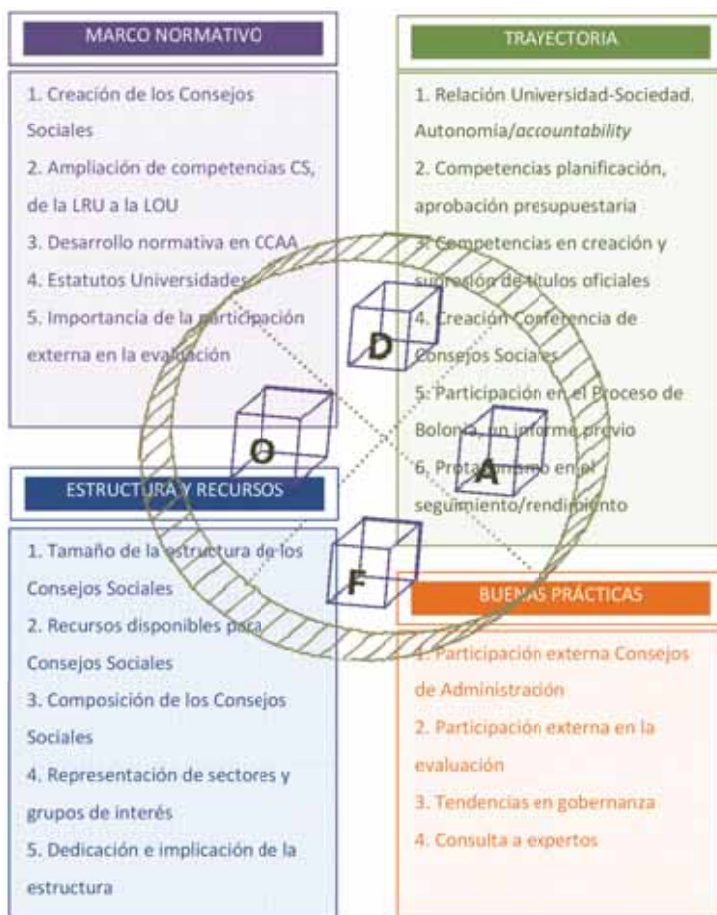 MARCO NORMATIVO
1. Creación de los Consejos
Sociales
2. Ampliación de competencias CS,
de la LRU a la LOU
3. Desarrollo normativa en CCAA
4. Estatutos Universidades
5. Importancia de la participación
externa en la evaluación
TRAYECTORIA
1. Relación Universidad-Sociedad.
Autonomía/accountability
2. Competencias planificación,
aprobación presupuestaria
3. Competencias en creación y
supresión de títulos oficiales
4. Creación Conferencia de
Consejos Sociales
5. Participación en el Proceso de
Bolonia, un informe previo
6. Protagonismo en el
seguimiento/rendimiento
D
O
A
F
ESTRUCTURA Y RECURSOS
1. Tamaño de la estructura de los
Consejos Sociales
2. Recursos disponibles para
Consejos Sociales
3. Composición de los Consejos
Sociales
4. Representación de sectores y
grupos de interés
5. Dedicación e implicación de la
estructura
BUENAS PRÁCTICAS
1. Participación externa Consejos
de Administración
2. Participación externa en la
evaluación
3. Tendencias en gobernanza
4. Consulta a expertos